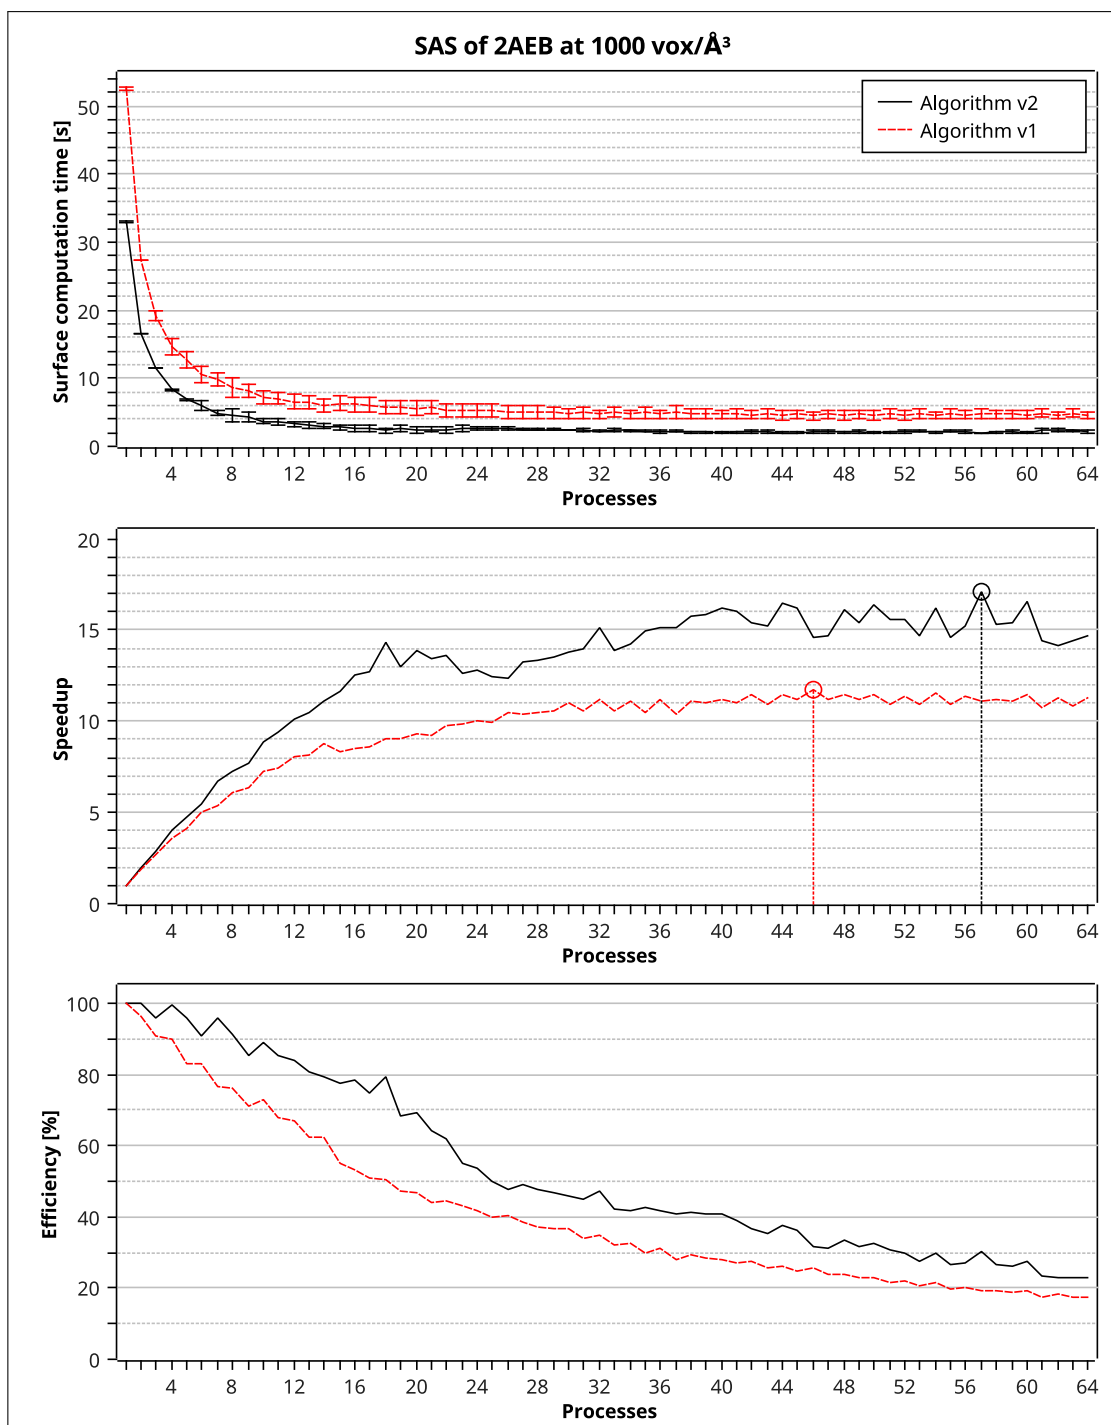 SAS of 2AEB at 1000 vox/Å³
Surface computation time [s]
50
40
30
20
10
0
Algorithm v2
Algorithm v1
4 8 12 16 20 24 28 32 36 40 44 48 52 56 60 64
Processes
Speedup
20
15
10
5
0
4 8 12 16 20 24 28 32 36 40 44 48 52 56 60 64
Processes
Efficiency [%]
100
80
60
40
20
0
4 8 12 16 20 24 28 32 36 40 44 48 52 56 60 64
Processes